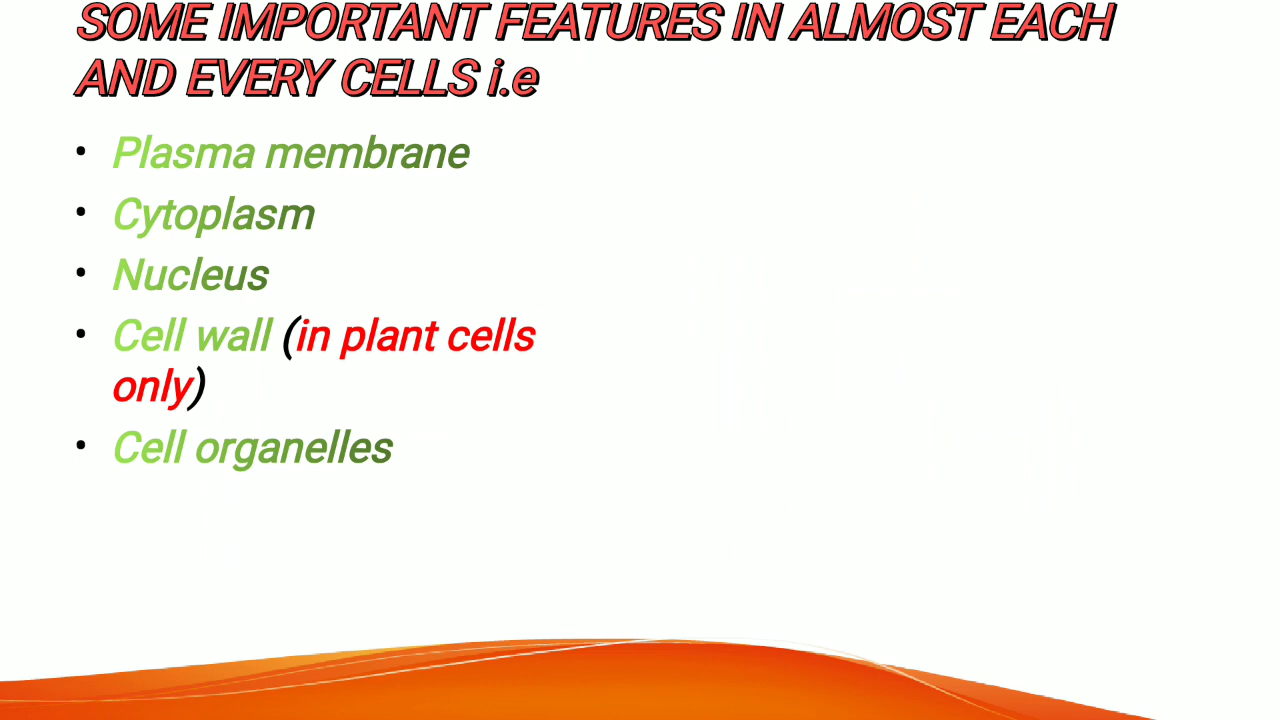 SOME IMPORTANT FEATURES IN ALMOST EACH
AND EVERY CELLS i.e
• Plasma membrane
• Cytoplasm
• Nucleus
• Cell wall (in plant cells
only)
• Cell organelles